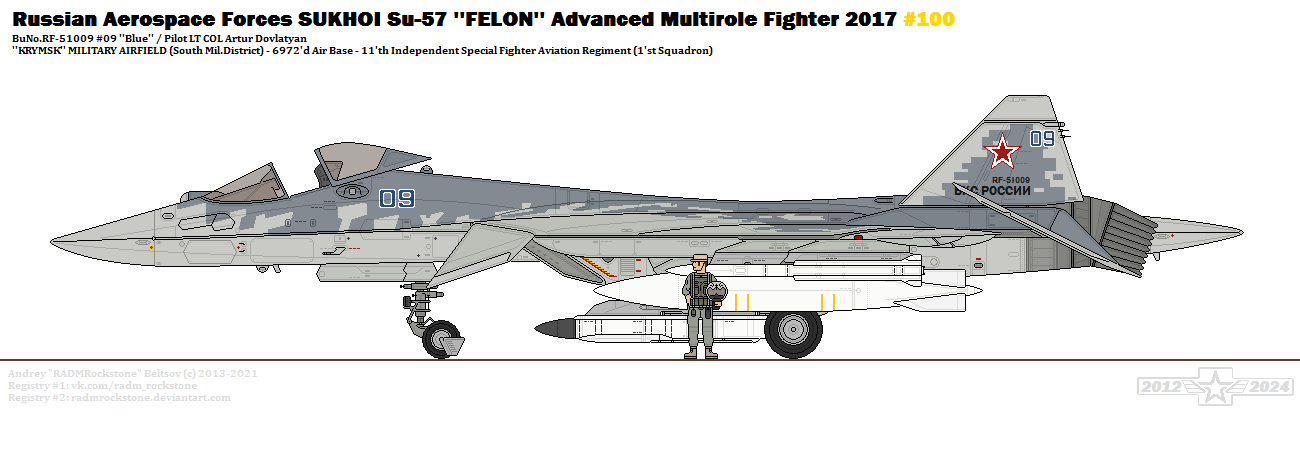 Russian Aerospace Forces SUKHOI Su-57 "FELON" Advanced Multirole Fighter 2017 #100
BuNo.RF-51009 #09 "Blue" / Pilot LT COL Artur Dovlatyan
"KRYMSK" MILITARY AIRFIELD (South Mil.District) - 6972'd Air Base - 11'th Independent Special Fighter Aviation Regiment (1'st Squadron)
09
RF-51009
ВКС РОССИИ
09
Andrey "RADMRockstone" Beltsov (c) 2013-2021
Registry #1: vk.com/radm_rockstone
Registry #2: radmrockstone.deviantart.com
2012 2024